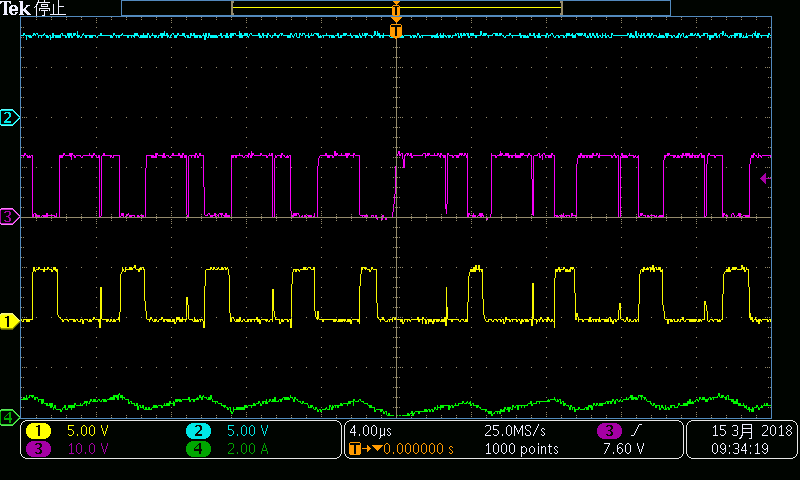 Tek 停止
T
T
2
3
1
4
1 5.00 V 2 5.00 V 4.00μs 25.0MS/s 3 15 3月 2018
3 10.0 V 4 2.00 A T→▼0.000000 s 1000 points 7.60 V 09:34:19